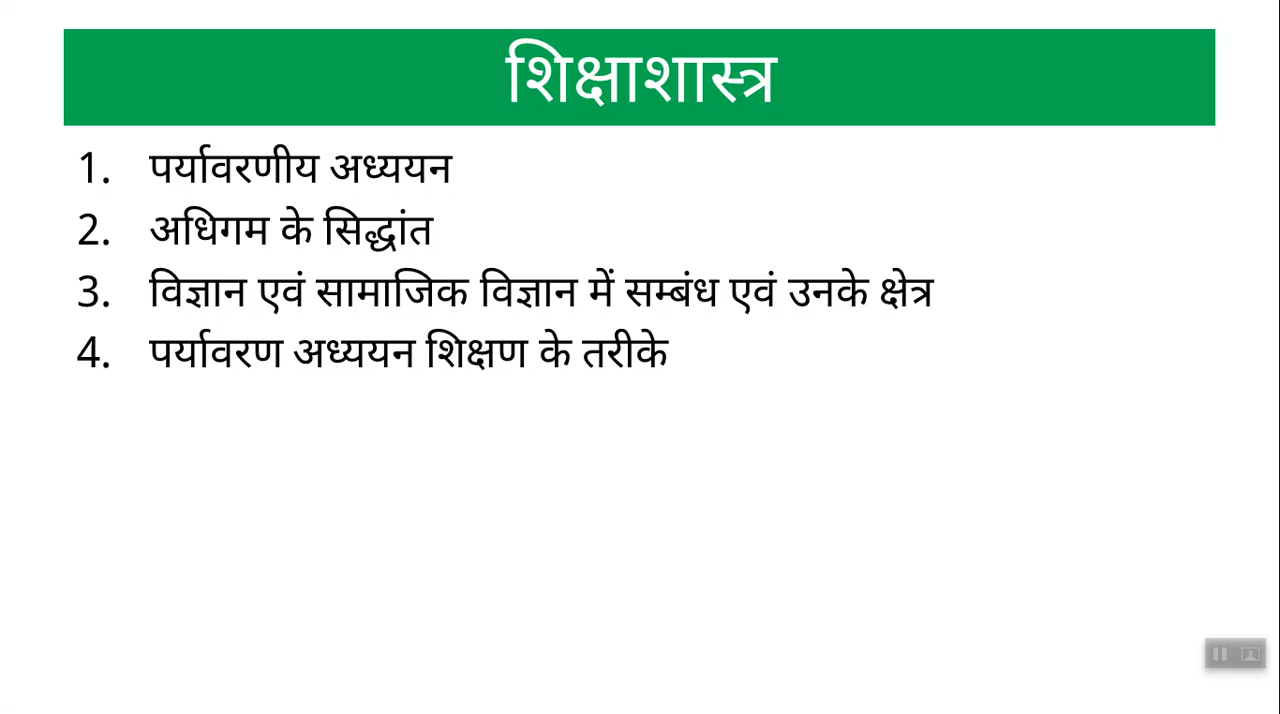 शिक्षाशास्त्र
1. पर्यावरणीय अध्ययन
2. अधिगम के सिद्धांत
3. विज्ञान एवं सामाजिक विज्ञान में सम्बंध एवं उनके क्षेत्र
4. पर्यावरण अध्ययन शिक्षण के तरीके